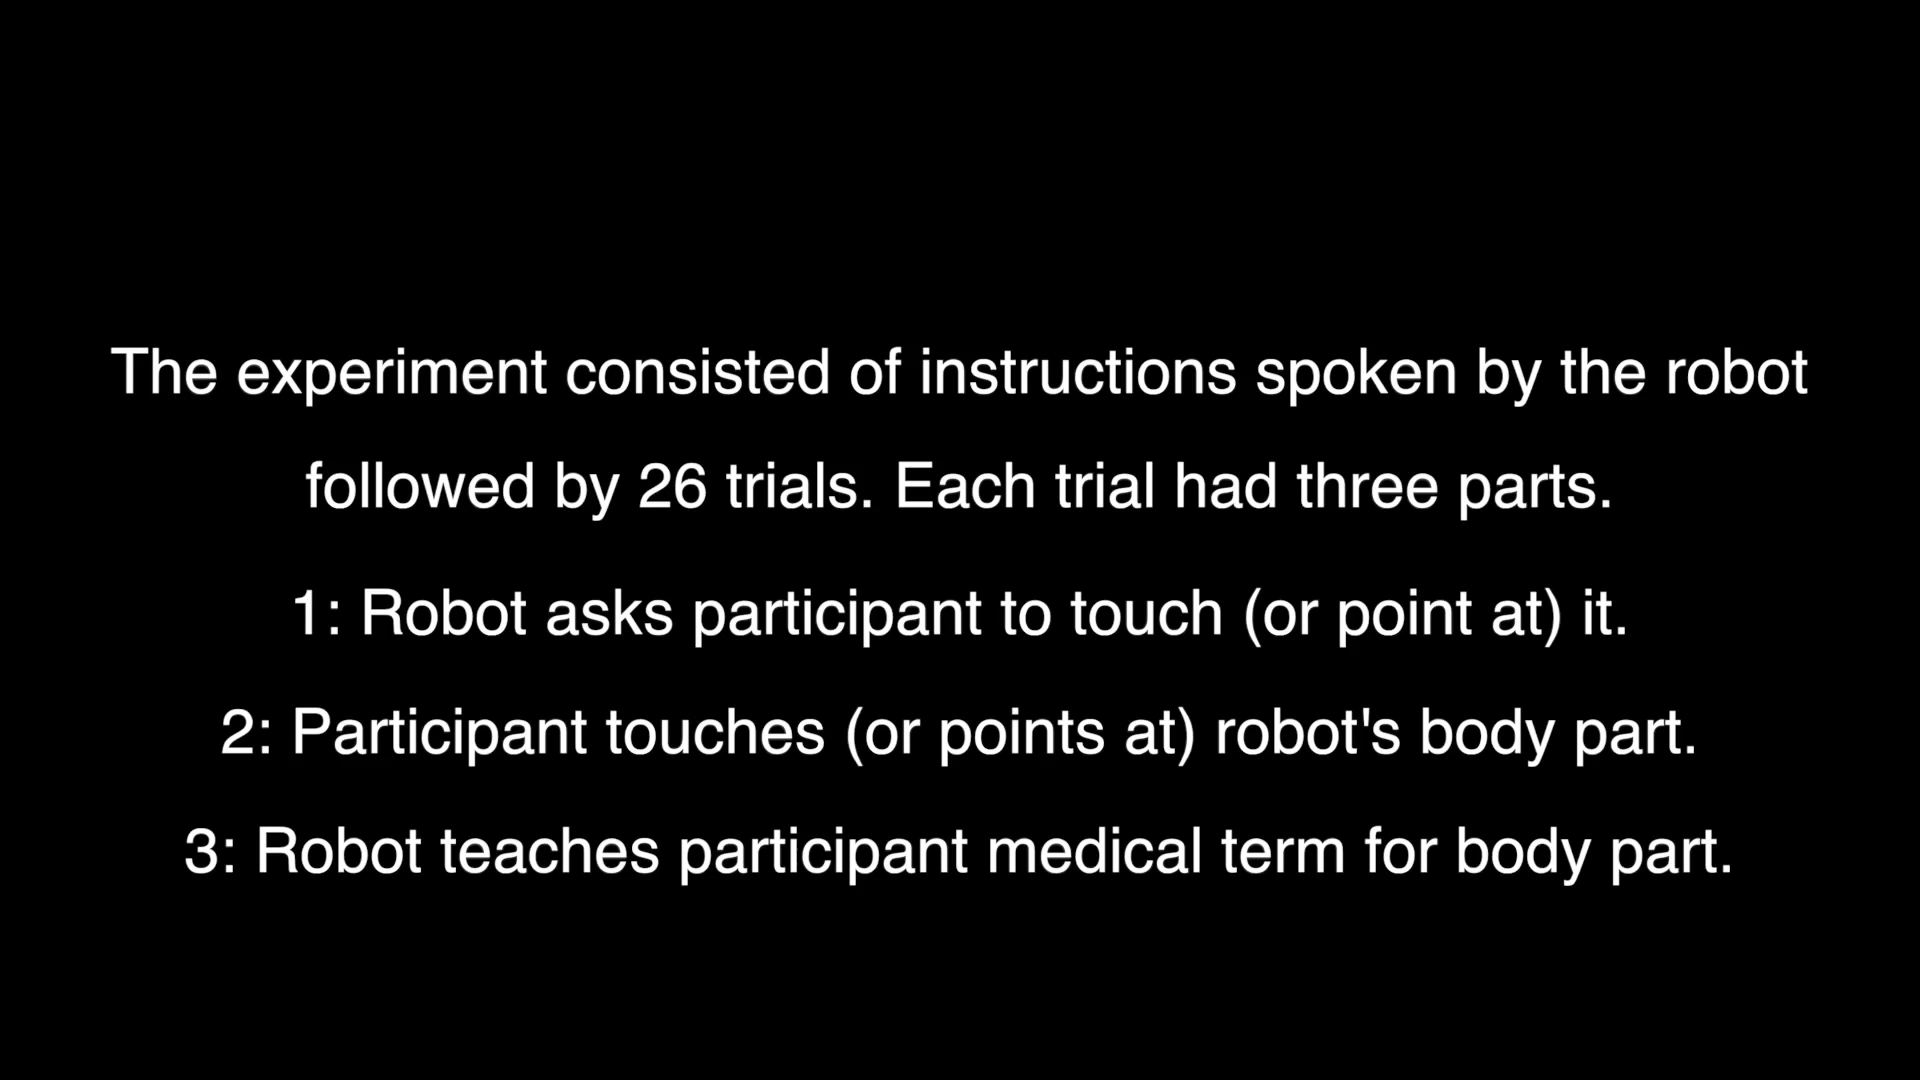 The experiment consisted of instructions spoken by the robot
followed by 26 trials. Each trial had three parts.
1: Robot asks participant to touch (or point at) it.
2: Participant touches (or points at) robot's body part.
3: Robot teaches participant medical term for body part.